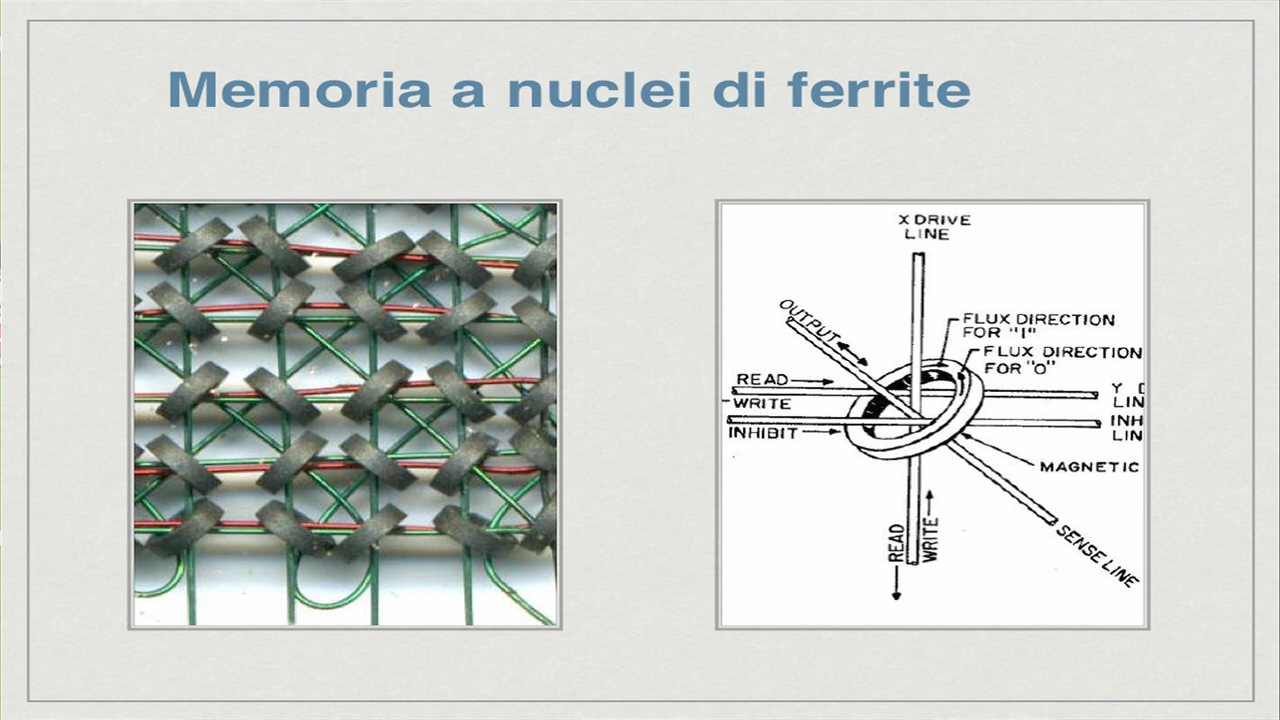 Memoria a nuclei di ferrite
X DRIVE
LINE
OUTPUT
FLUX DIRECTION
FOR "1"
FLUX DIRECTION
FOR "0"
READ
WRITE
INHIBIT
Y D
LIN
INH
LIN
MAGNETIC
READ
WRITE
SENSE LINE